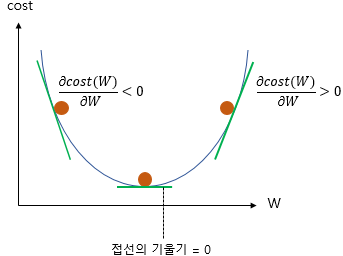 cost
∂cost(W)/∂W < 0
∂cost(W)/∂W > 0
W
접선의 기울기 = 0